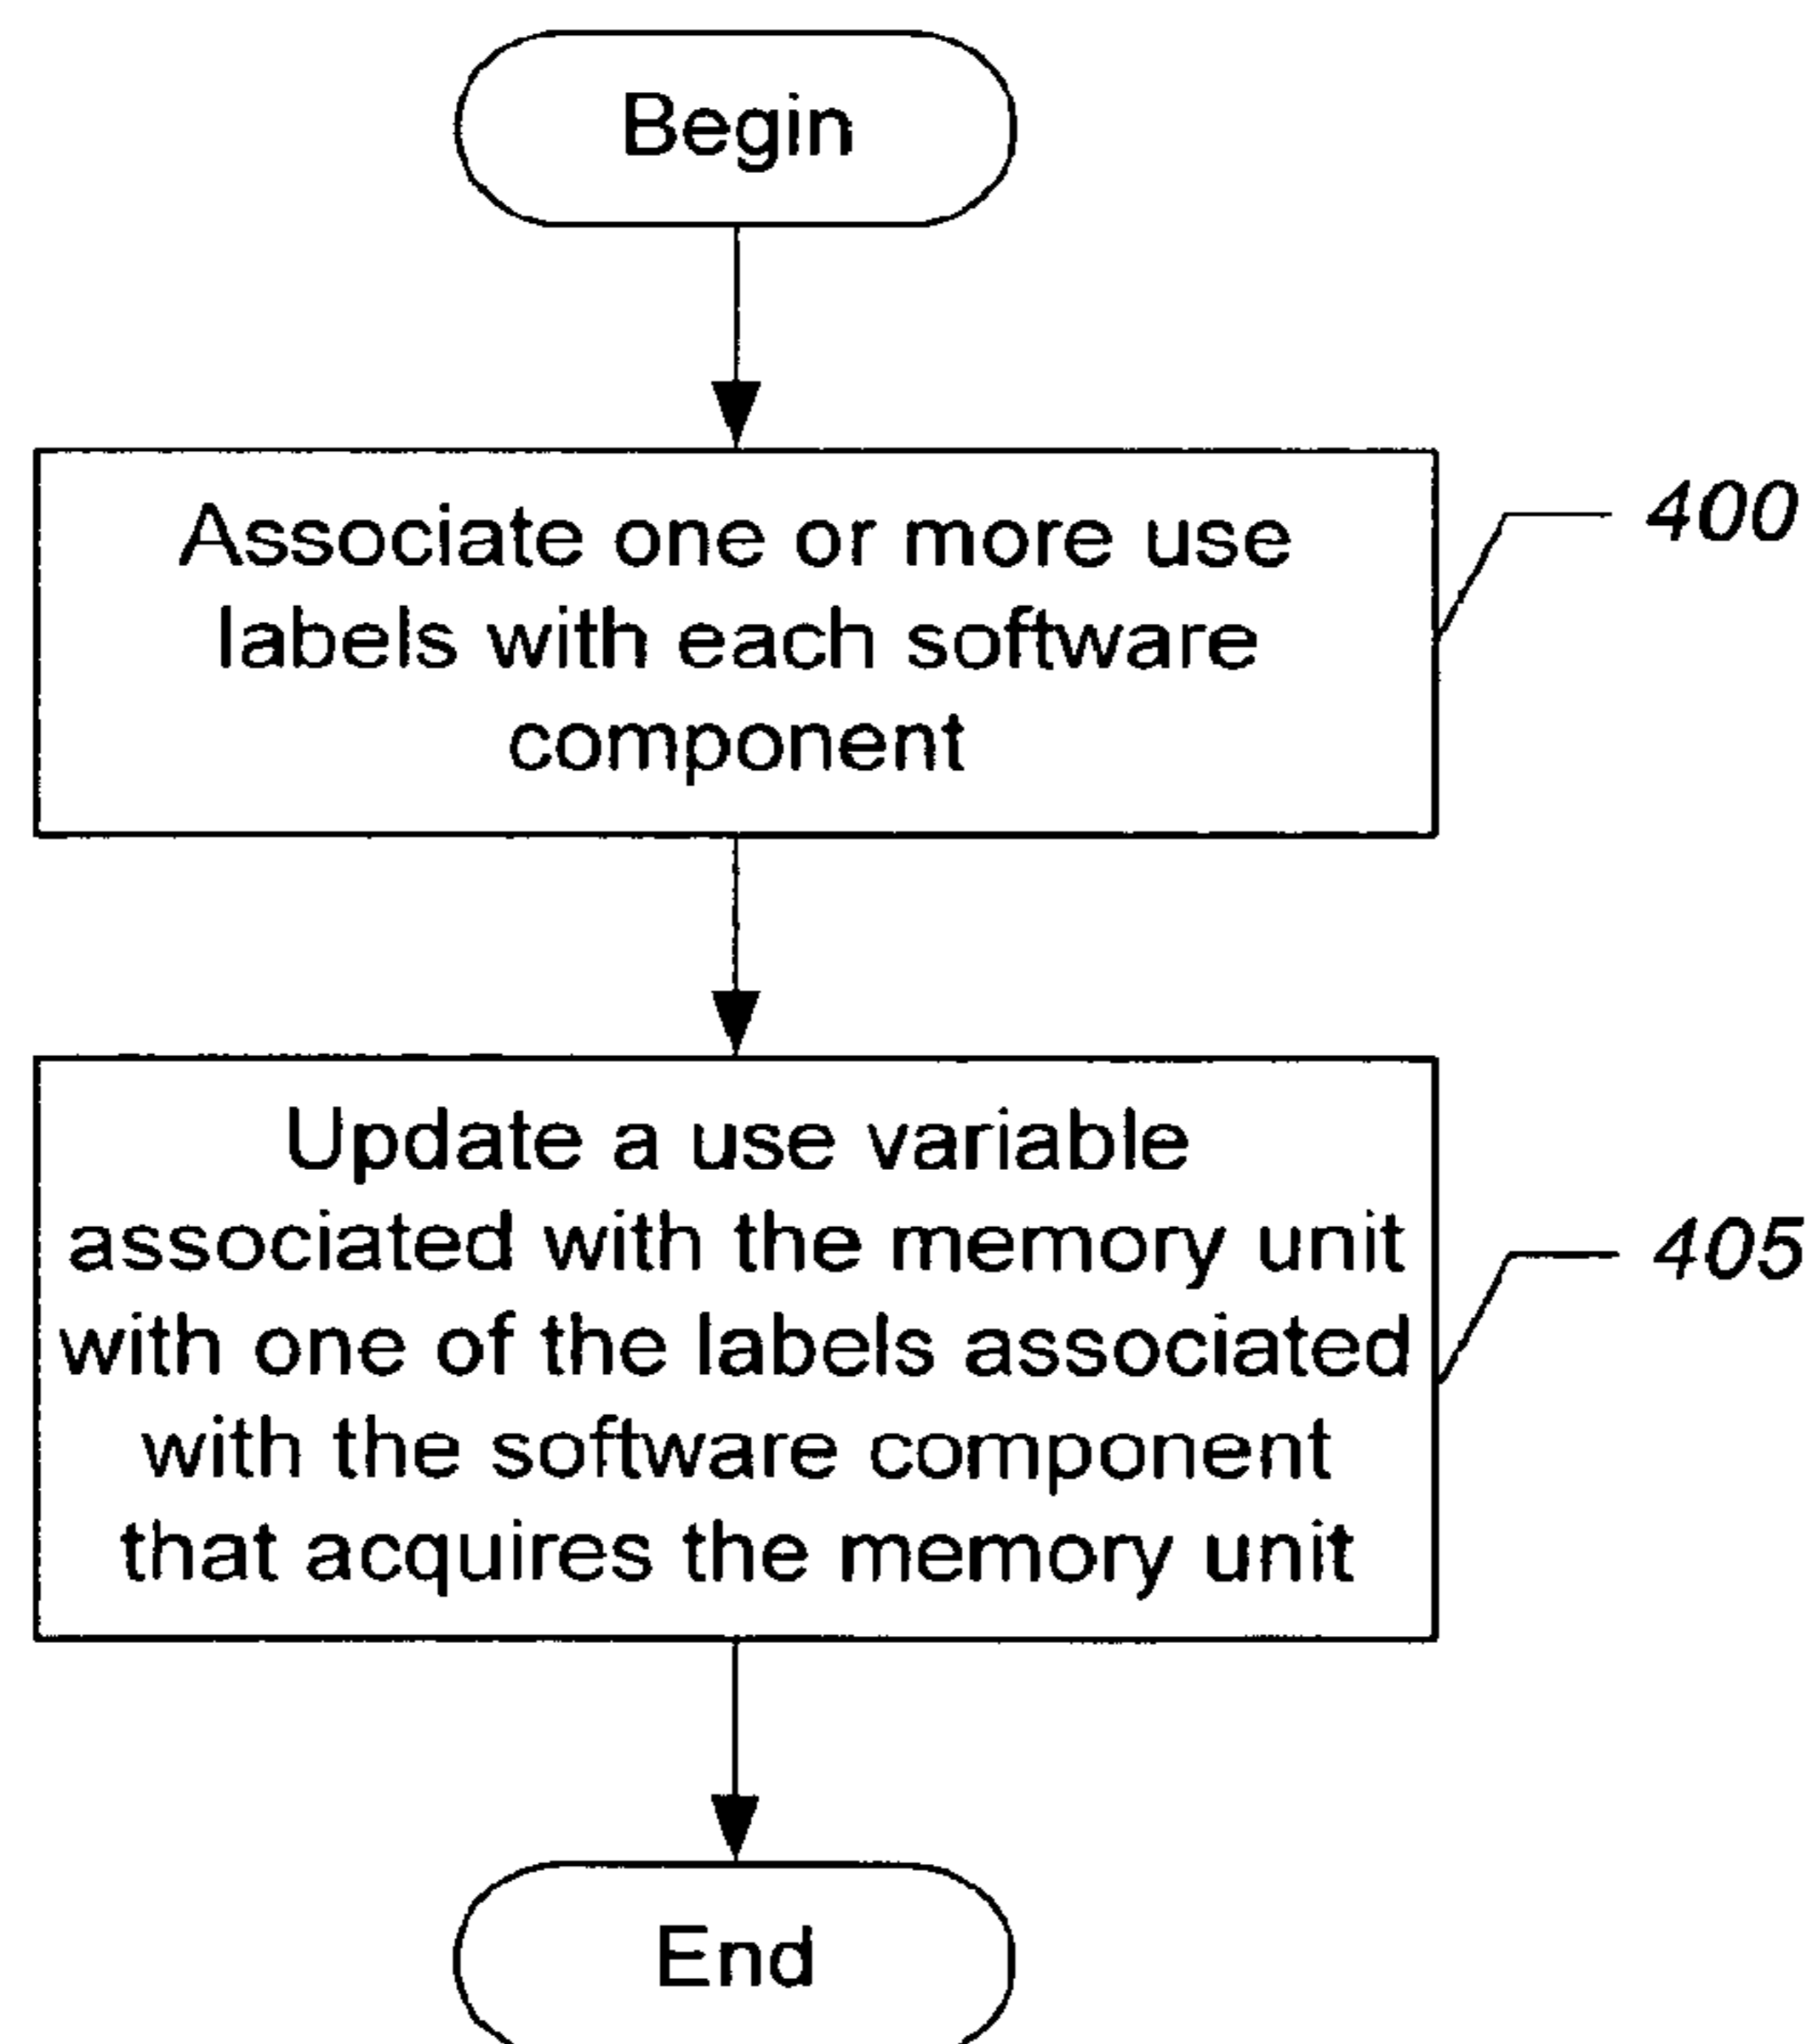 Begin
Associate one or more use
labels with each software
component
400
Update a use variable
associated with the memory unit
with one of the labels associated
with the software component
that acquires the memory unit
405
End